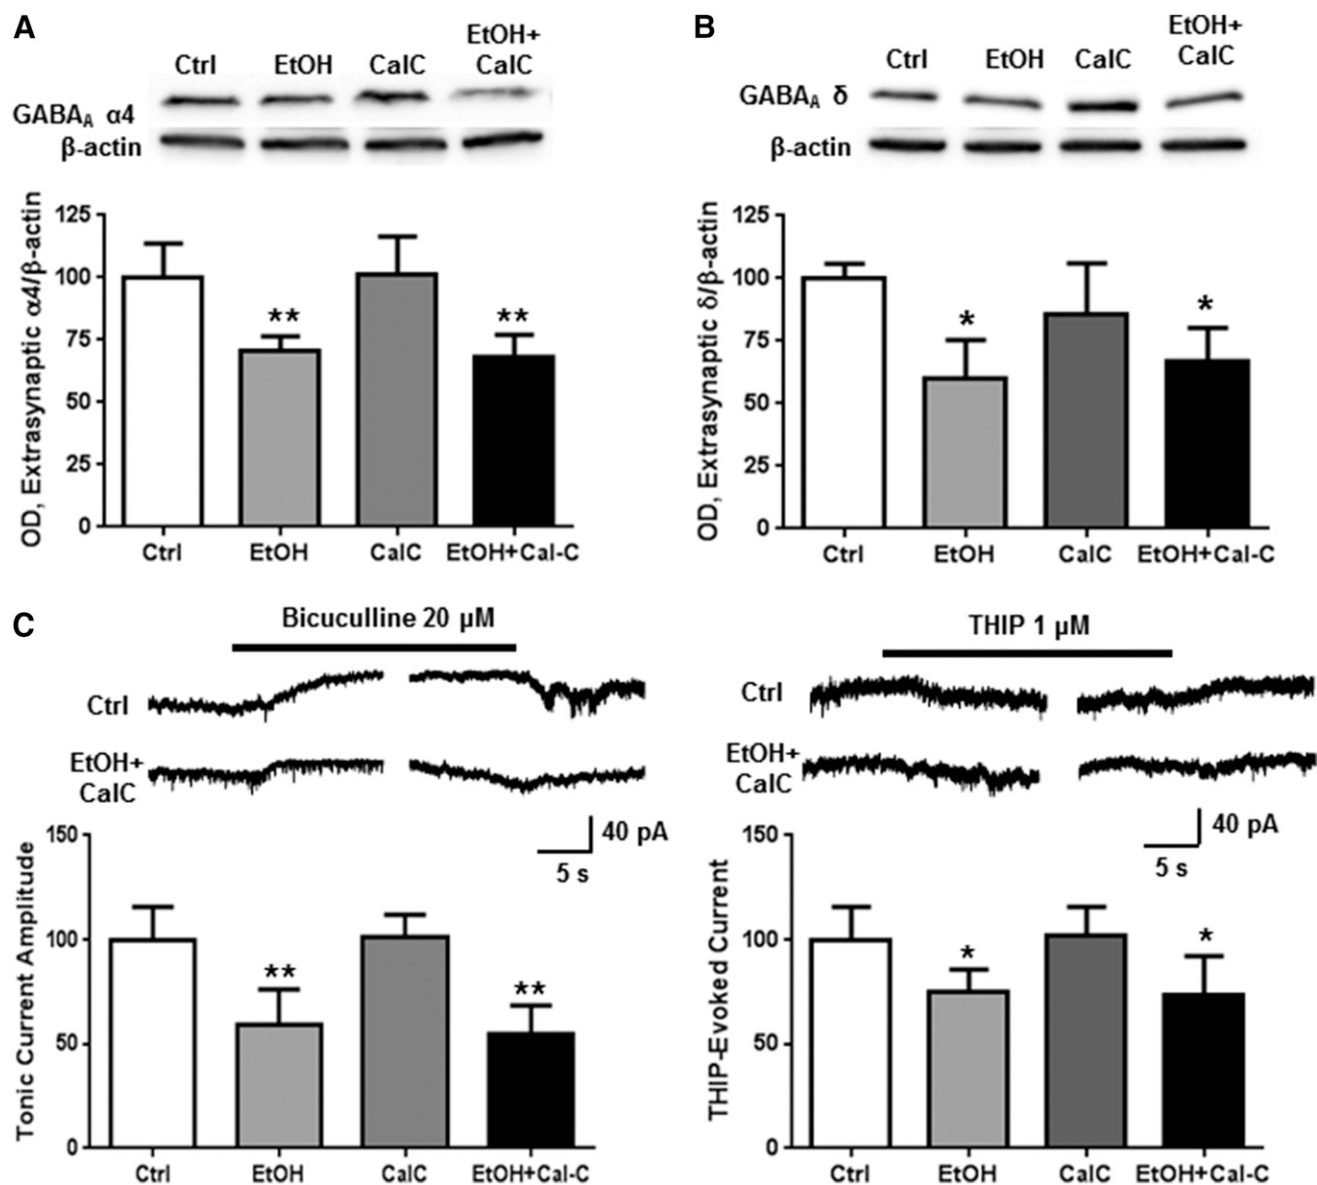 A
Ctrl EtOH CalC EtOH+
CalC
GABAA α4
β-actin
OD, Extrasynaptic α4/β-actin
125
100
75
50
25
0
** **
Ctrl EtOH CalC EtOH+Cal-C
B
Ctrl EtOH CalC EtOH+
CalC
GABAA δ
β-actin
OD, Extrasynaptic δ/β-actin
125
100
75
50
25
0
* *
Ctrl EtOH CalC EtOH+Cal-C
C
Bicuculline 20 µM
Ctrl
EtOH+
CalC
40 pA
5 s
Tonic Current Amplitude
150
100
50
0
** **
Ctrl EtOH CalC EtOH+Cal-C
THIP 1 µM
Ctrl
EtOH+
CalC
40 pA
5 s
THIP-Evoked Current
150
100
50
0
* *
Ctrl EtOH CalC EtOH+Cal-C